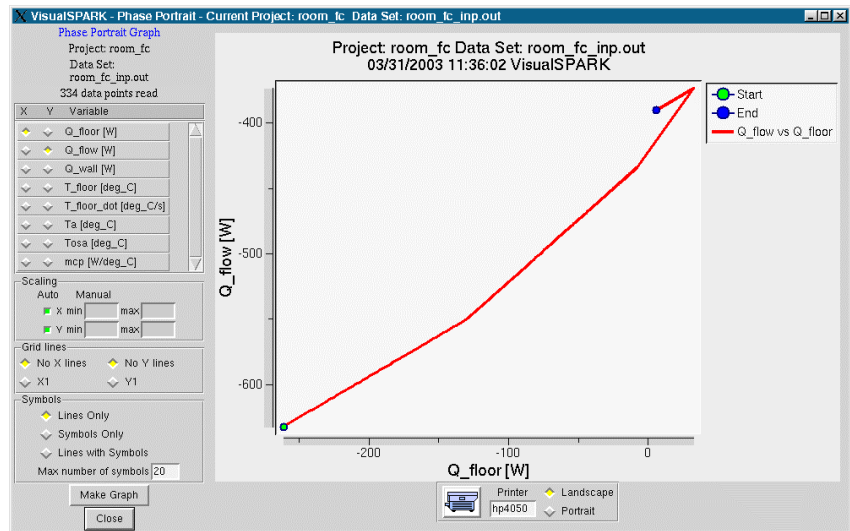 VisualSPARK - Phase Portrait - Current Project: room_fc Data Set: room_fc_inp.out
Phase Portrait Graph
Project: room_fc
Data Set:
room_fc_inp.out
334 data points read
X Y Variable
Q_floor [W]
Q_flow [W]
Q_wall [W]
T_floor [deg_C]
T_floor_dot [deg_C/s]
Ta [deg_C]
Tosa [deg_C]
mcp [W/deg_C]
Scaling
Auto Manual
X min max
Y min max
Grid lines
No X lines No Y lines
X1 Y1
Symbols
Lines Only
Symbols Only
Lines with Symbols
Max number of symbols 20
Make Graph
Close
Project: room_fc Data Set: room_fc_inp.out
03/31/2003 11:36:02 VisualSPARK
Start
End
Q_flow vs Q_floor
-400
-500
-600
Q_flow [W]
-200 -100 0
Q_floor [W]
Printer Landscape
hp4050 Portrait